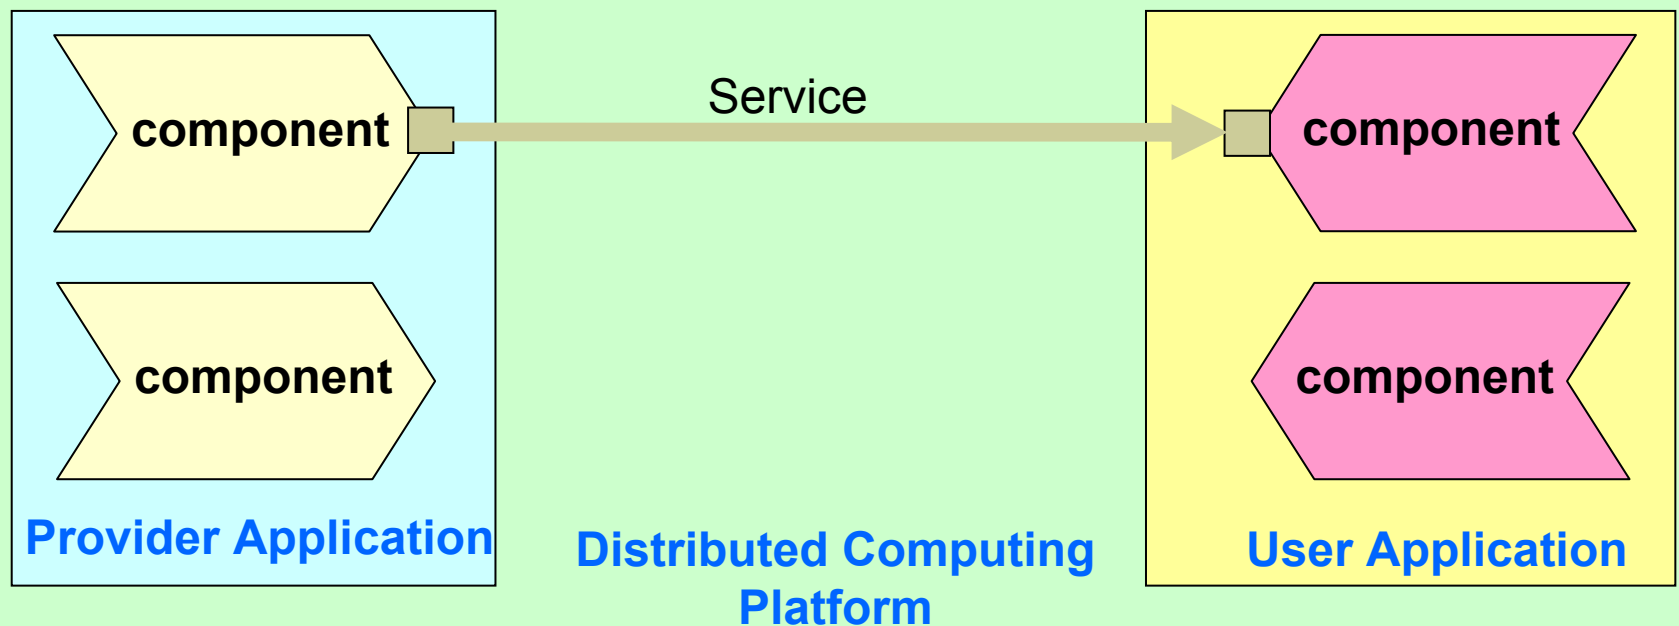 Service
component
component
component
component
Provider Application
Distributed Computing
Platform
User Application